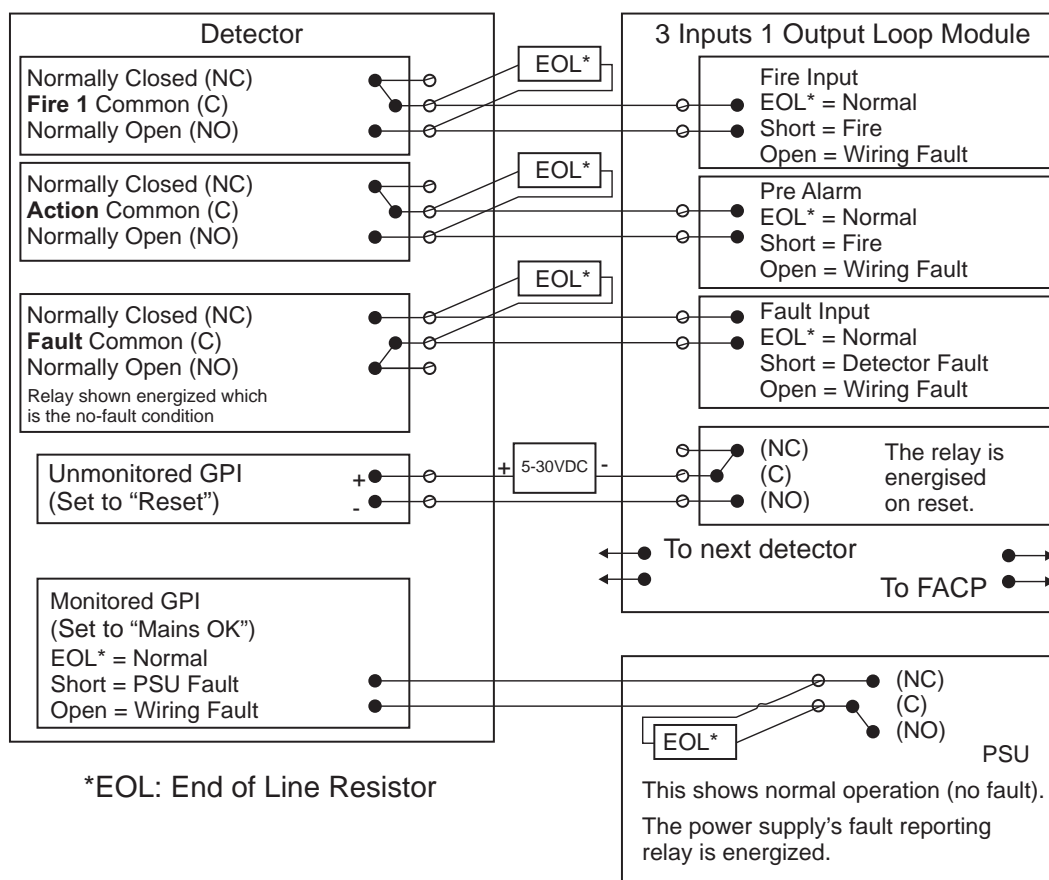 Detector
Normally Closed (NC)
Fire 1 Common (C)
Normally Open (NO)
Normally Closed (NC)
Action Common (C)
Normally Open (NO)
Normally Closed (NC)
Fault Common (C)
Normally Open (NO)
Relay shown energized which
is the no-fault condition
Unmonitored GPI
(Set to “Reset”)
+
-
Monitored GPI
(Set to “Mains OK”)
EOL* = Normal
Short = PSU Fault
Open = Wiring Fault
EOL*
EOL*
EOL*
+ 5-30VDC -
3 Inputs 1 Output Loop Module
Fire Input
EOL* = Normal
Short = Fire
Open = Wiring Fault
Pre Alarm
EOL* = Normal
Short = Fire
Open = Wiring Fault
Fault Input
EOL* = Normal
Short = Detector Fault
Open = Wiring Fault
(NC)
(C)
(NO)
The relay is
energised
on reset.
To next detector
To FACP
(NC)
(C)
(NO)
EOL*
PSU
This shows normal operation (no fault).
The power supply’s fault reporting
relay is energized.
*EOL: End of Line Resistor